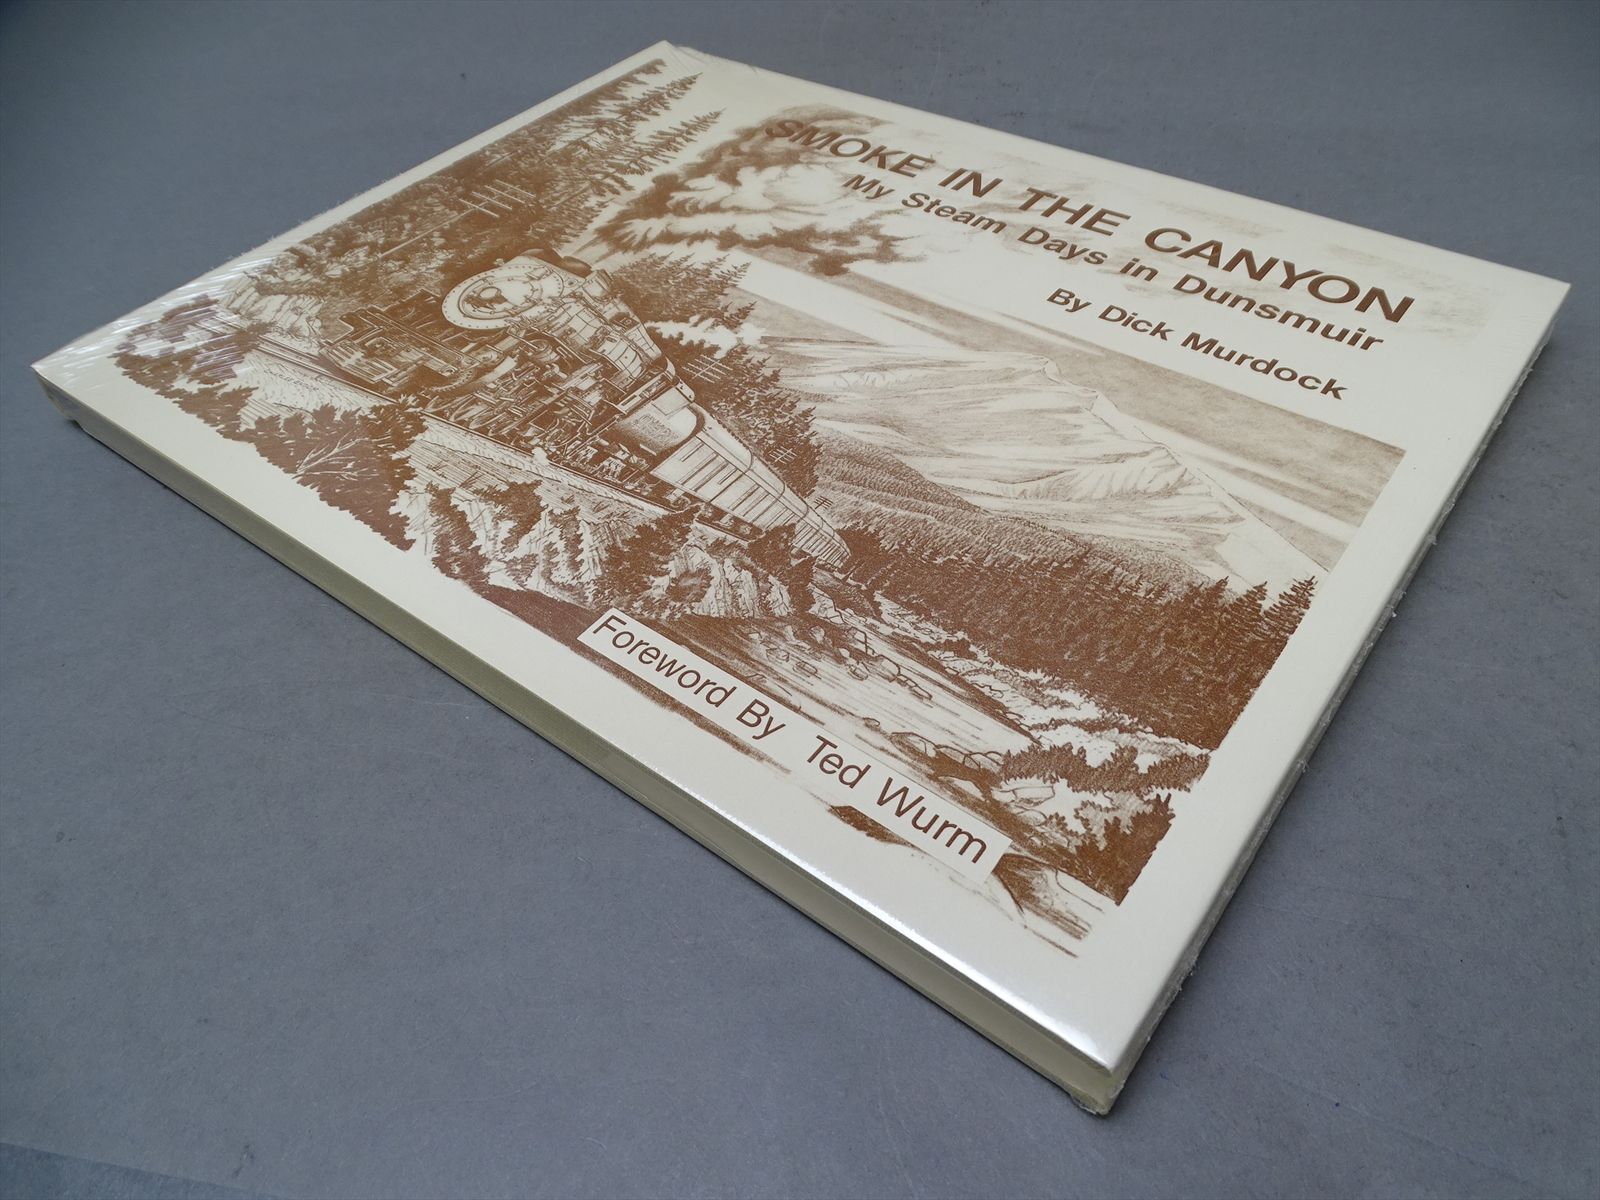 SMOKE IN THE CANYON
My Steam Days in Dunsmuir
By Dick Murdock
Foreword By Ted Wurm